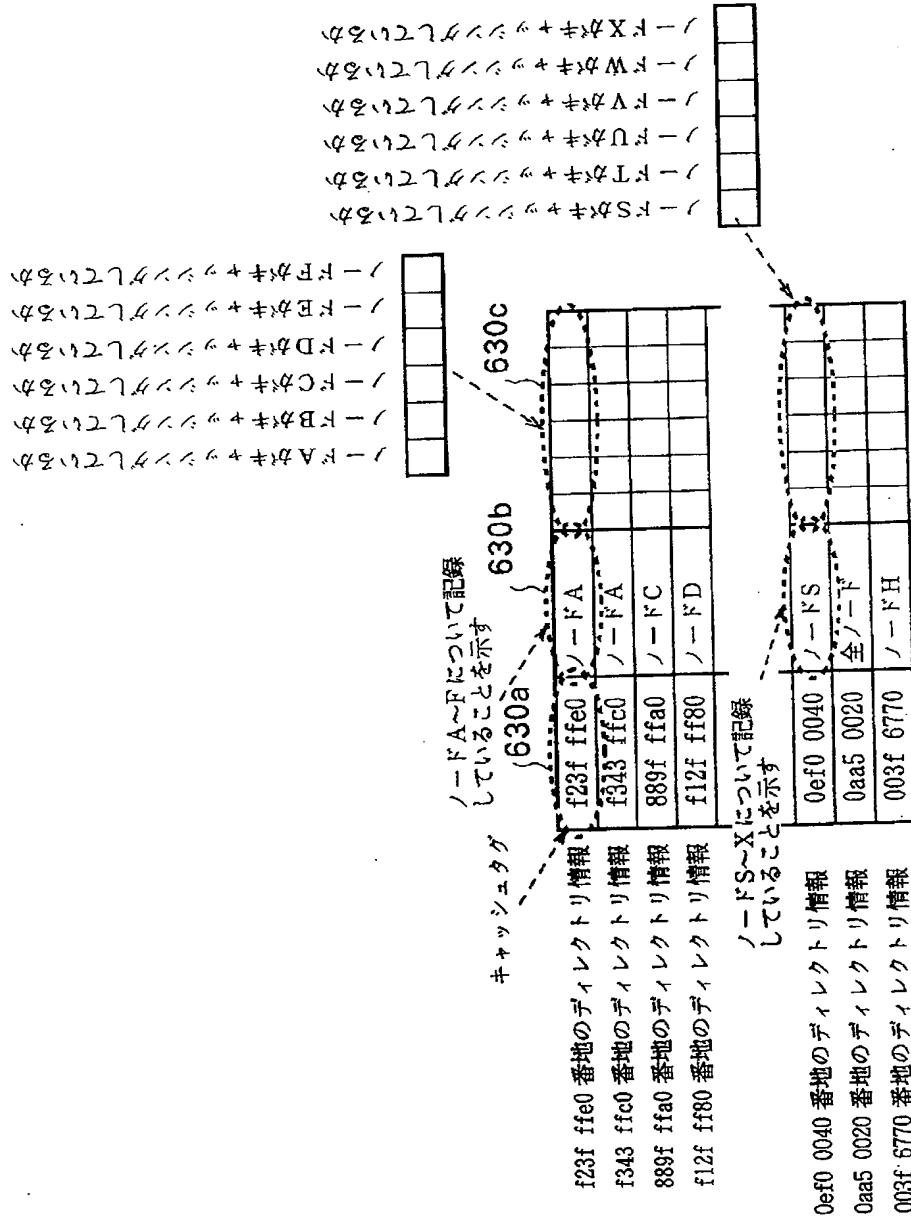 ノードAがキャッシングしているか
ノードBがキャッシングしているか
ノードCがキャッシングしているか
ノードDがキャッシングしているか
ノードEがキャッシングしているか
ノードFがキャッシングしているか
ノードSがキャッシングしているか
ノードTがキャッシングしているか
ノードUがキャッシングしているか
ノードVがキャッシングしているか
ノードWがキャッシングしているか
ノードXがキャッシングしているか
ノードA~Fについて記録
していることを示す
キャッシュタグ
630a
630b
630c
f23f ffe0 番地のディレクトリ情報 f23f ffe0 ノードA
f343 ffc0 番地のディレクトリ情報 f343 ffc0 ノードA
889f ffa0 番地のディレクトリ情報 889f ffa0 ノードC
f12f ff80 番地のディレクトリ情報 f12f ff80 ノードD
ノードS~Xについて記録
していることを示す
0ef0 0040 番地のディレクトリ情報 0ef0 0040 ノードS
0aa5 0020 番地のディレクトリ情報 0aa5 0020 全ノード
003f 6770 番地のディレクトリ情報 003f 6770 ノードH